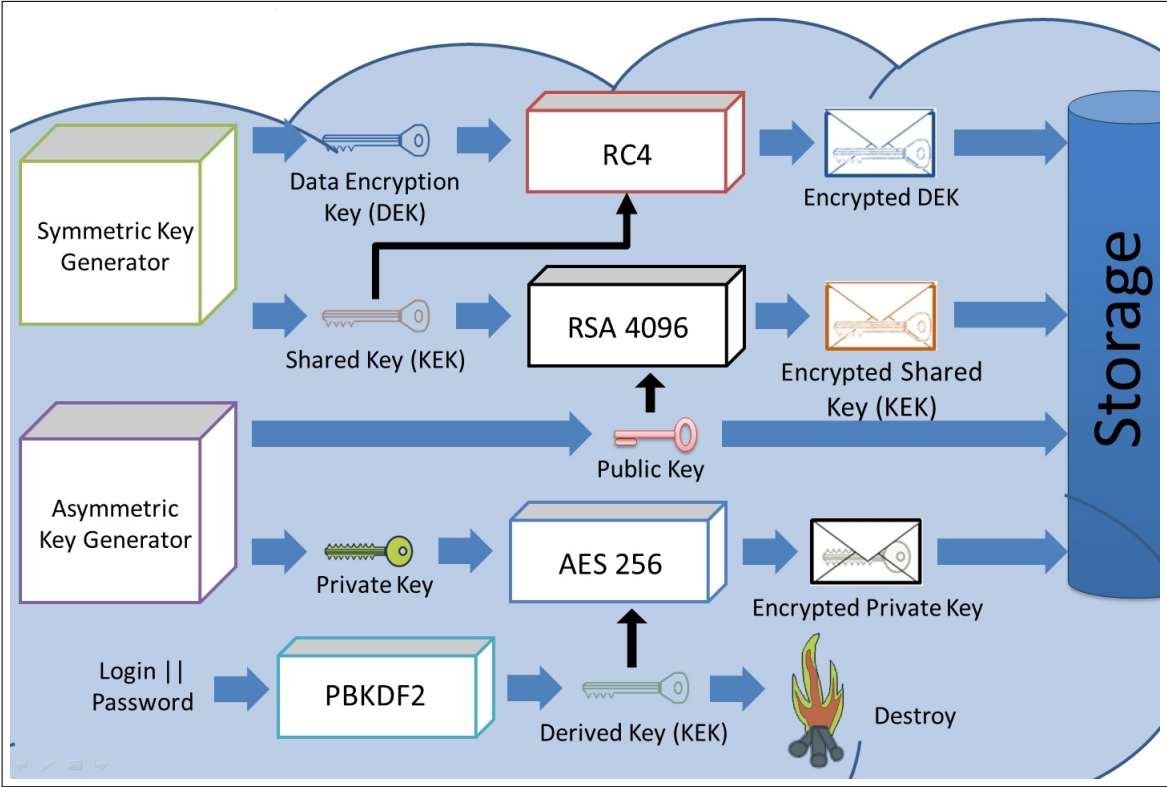 Symmetric Key
Generator
Data Encryption
Key (DEK)
RC4
Encrypted DEK
Shared Key (KEK)
RSA 4096
Encrypted Shared
Key (KEK)
Asymmetric
Key Generator
Public Key
Private Key
AES 256
Encrypted Private Key
Login ||
Password
PBKDF2
Derived Key (KEK)
Destroy
Storage